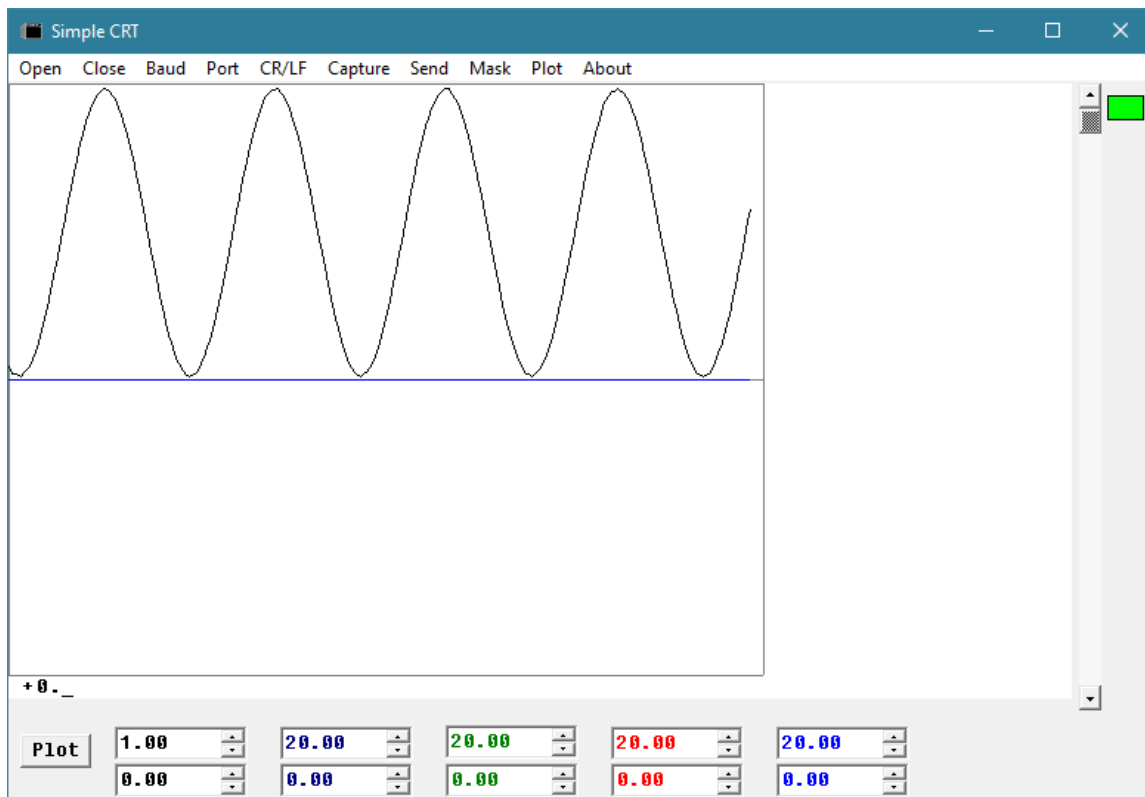 Simple CRT
Open Close Baud Port CR/LF Capture Send Mask Plot About
+0._
Plot 1.00 20.00 20.00 20.00 20.00
0.00 0.00 0.00 0.00 0.00